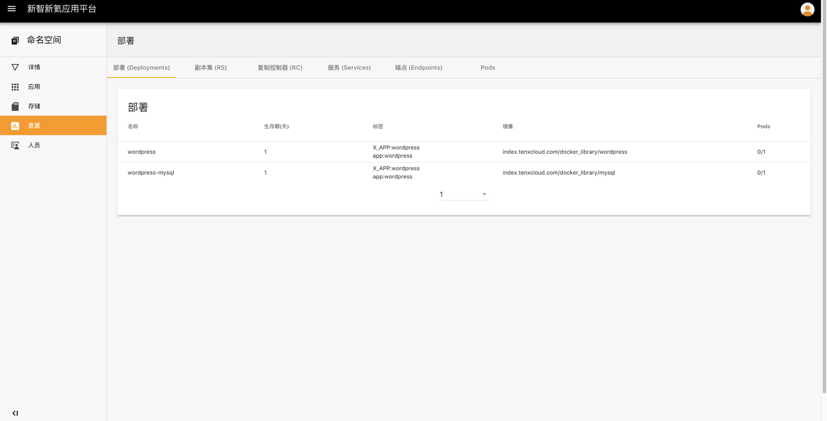 新智新氦应用平台
命名空间
部署
详情
部署 (Deployments) 副本集 (RS) 复制控制器 (RC) 服务 (Services) 端点 (Endpoints) Pods
应用
存储
资源
人员
部署
名称 生存期(天) 标签 镜像 Pods
wordpress 1 X_APP:wordpress index.tenxcloud.com/docker_library/wordpress 0/1
app:wordpress
wordpress-mysql 1 X_APP:wordpress index.tenxcloud.com/docker_library/mysql 0/1
app:wordpress
1